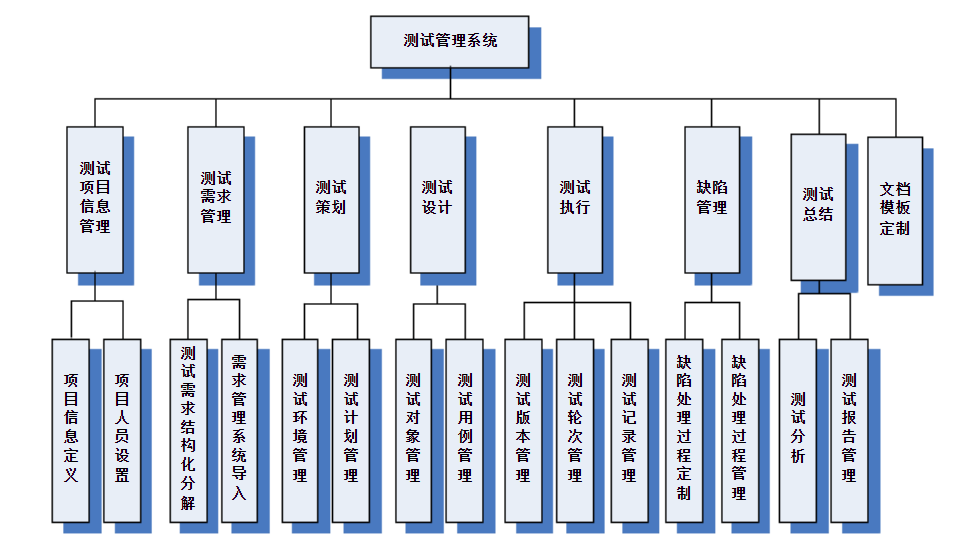 测试管理系统
测试
项目
信息
管理
测试
需求
管理
测试
策划
测试
设计
测试
执行
缺陷
管理
测试
总结
文档
模板
定制
项目信息定义
项目人员设置
测试需求结构化分解
需求管理系统导入
测试环境管理
测试计划管理
测试对象管理
测试用例管理
测试版本管理
测试轮次管理
测试记录管理
缺陷处理过程定制
缺陷处理过程管理
测试分析
测试报告管理